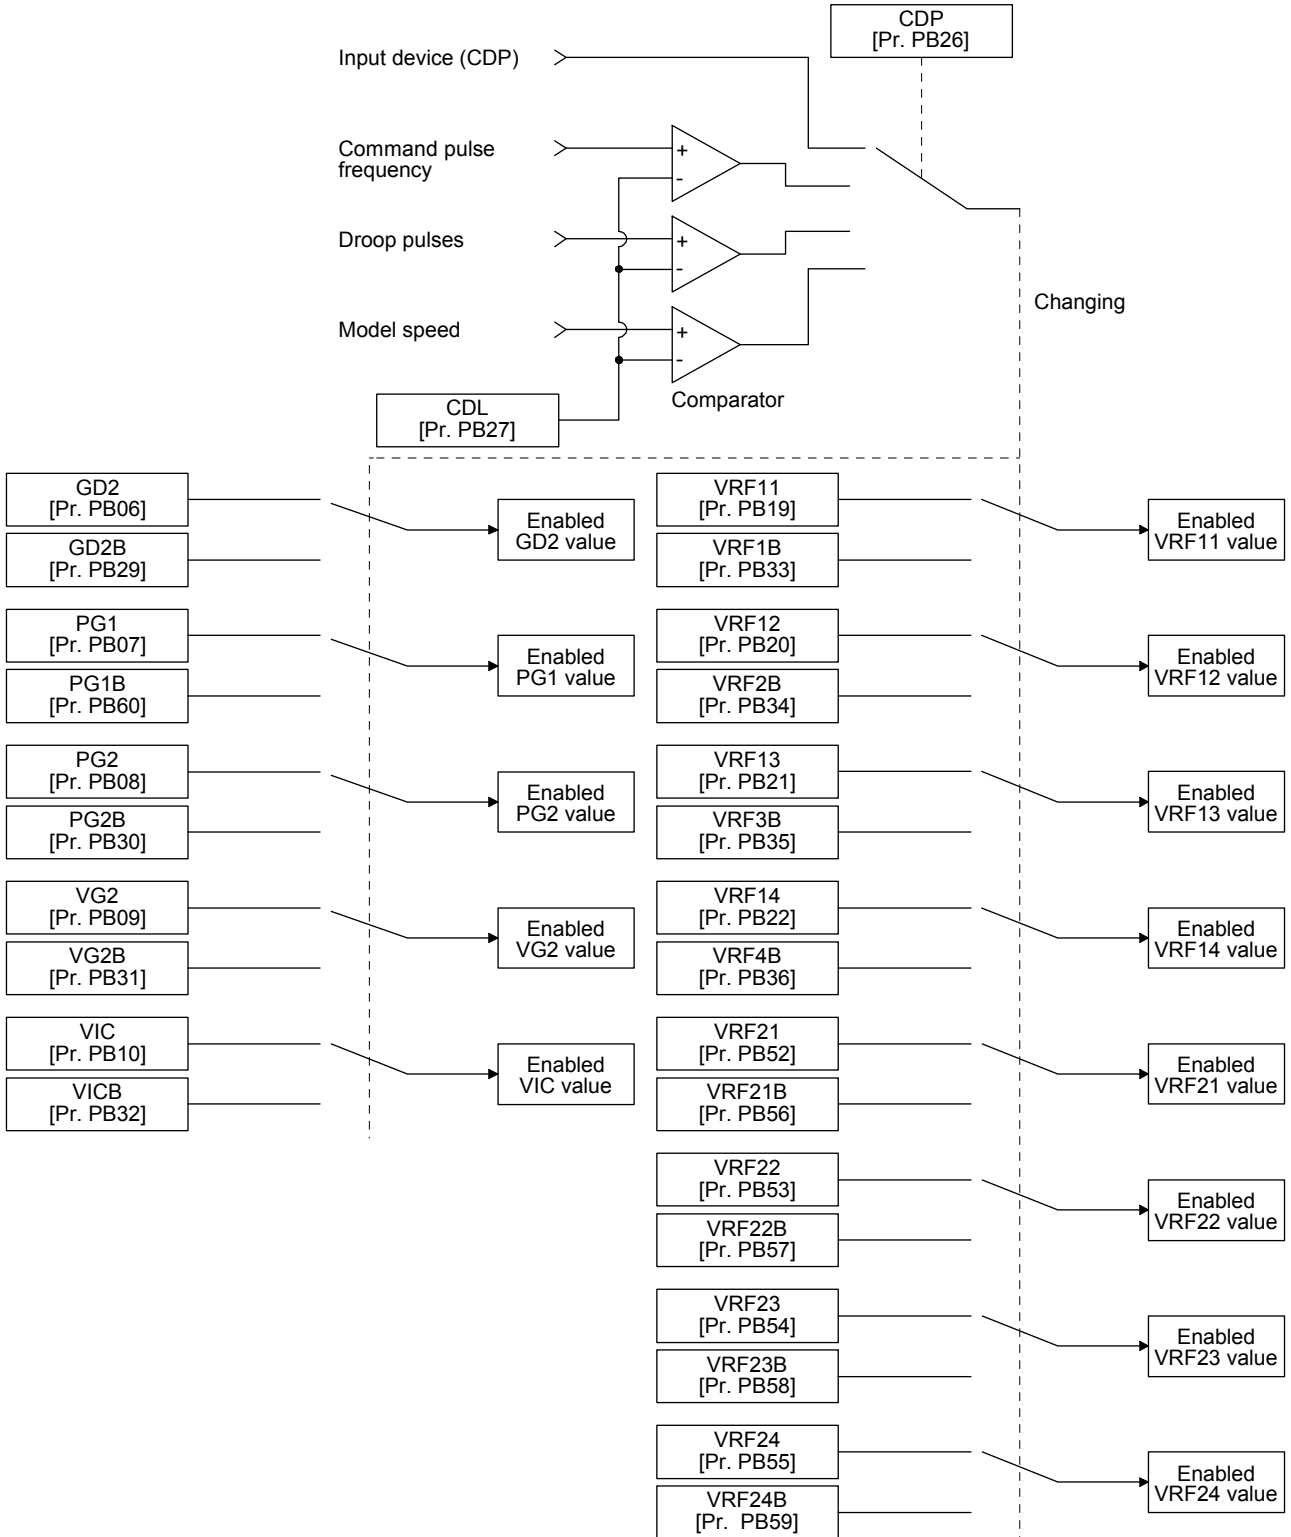 CDP
[Pr. PB26]
Input device (CDP)
Command pulse
frequency
+
-
Droop pulses
+
-
Changing
Model speed
+
-
Comparator
CDL
[Pr. PB27]
GD2
[Pr. PB06]
GD2B
[Pr. PB29]
Enabled
GD2 value
PG1
[Pr. PB07]
PG1B
[Pr. PB60]
Enabled
PG1 value
PG2
[Pr. PB08]
PG2B
[Pr. PB30]
Enabled
PG2 value
VG2
[Pr. PB09]
VG2B
[Pr. PB31]
Enabled
VG2 value
VIC
[Pr. PB10]
VICB
[Pr. PB32]
Enabled
VIC value
VRF11
[Pr. PB19]
VRF1B
[Pr. PB33]
Enabled
VRF11 value
VRF12
[Pr. PB20]
VRF2B
[Pr. PB34]
Enabled
VRF12 value
VRF13
[Pr. PB21]
VRF3B
[Pr. PB35]
Enabled
VRF13 value
VRF14
[Pr. PB22]
VRF4B
[Pr. PB36]
Enabled
VRF14 value
VRF21
[Pr. PB52]
VRF21B
[Pr. PB56]
Enabled
VRF21 value
VRF22
[Pr. PB53]
VRF22B
[Pr. PB57]
Enabled
VRF22 value
VRF23
[Pr. PB54]
VRF23B
[Pr. PB58]
Enabled
VRF23 value
VRF24
[Pr. PB55]
VRF24B
[Pr. PB59]
Enabled
VRF24 value